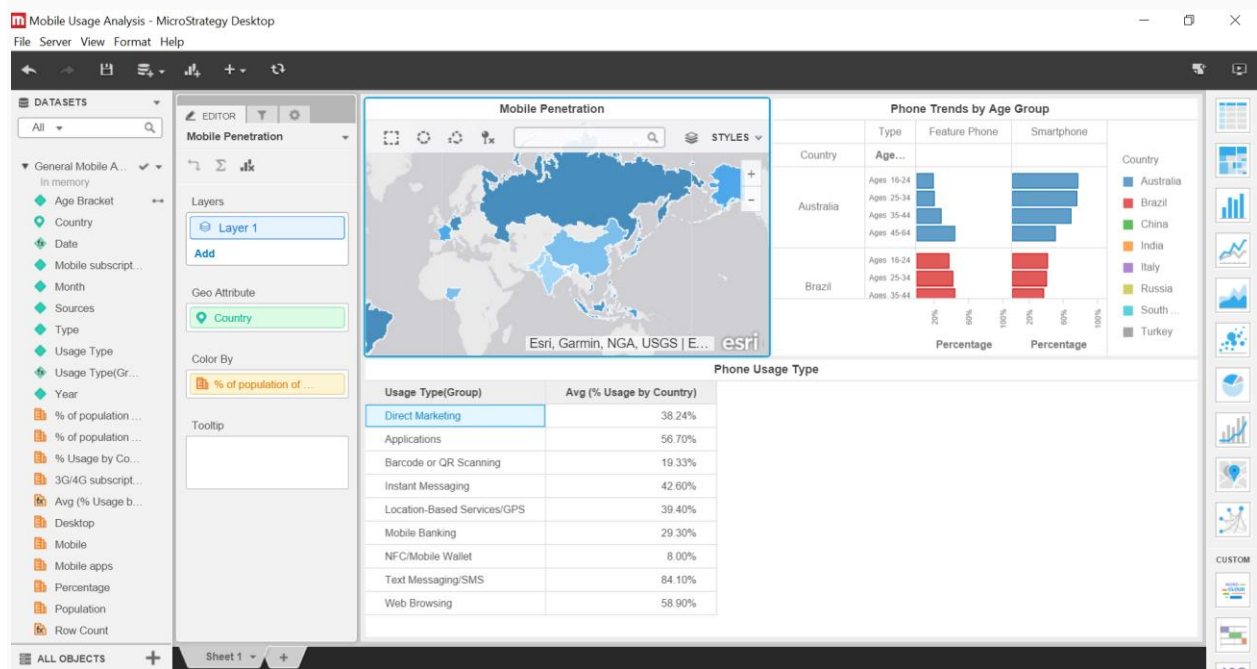 Mobile Usage Analysis - MicroStrategy Desktop
File Server View Format Help
DATASETS
All
General Mobile A...
In memory
Age Bracket
Country
Date
Mobile subscript...
Month
Sources
Type
Usage Type
Usage Type(Gr...
Year
% of population ...
% of population ...
% Usage by Co...
3G/4G subscript...
Avg (% Usage b...
Desktop
Mobile
Mobile apps
Percentage
Population
Row Count
ALL OBJECTS
EDITOR
Mobile Penetration
Layers
Layer 1
Add
Geo Attribute
Country
Color By
% of population of ...
Tooltip
Mobile Penetration
STYLES
+
-
Esri, Garmin, NGA, USGS | E...
esri
Phone Trends by Age Group
Type Feature Phone Smartphone
Country Age...
Australia
Ages 16-24
Ages 25-34
Ages 35-44
Ages 45-64
Brazil
Ages 16-24
Ages 25-34
Ages 35-44
20% 60% 100% 20% 60% 100%
Percentage Percentage
Country
Australia
Brazil
China
India
Italy
Russia
South ...
Turkey
Phone Usage Type
Usage Type(Group) Avg (% Usage by Country)
Direct Marketing 38.24%
Applications 56.70%
Barcode or QR Scanning 19.33%
Instant Messaging 42.60%
Location-Based Services/GPS 39.40%
Mobile Banking 29.30%
NFC/Mobile Wallet 8.00%
Text Messaging/SMS 84.10%
Web Browsing 58.90%
CUSTOM
Sheet 1 +